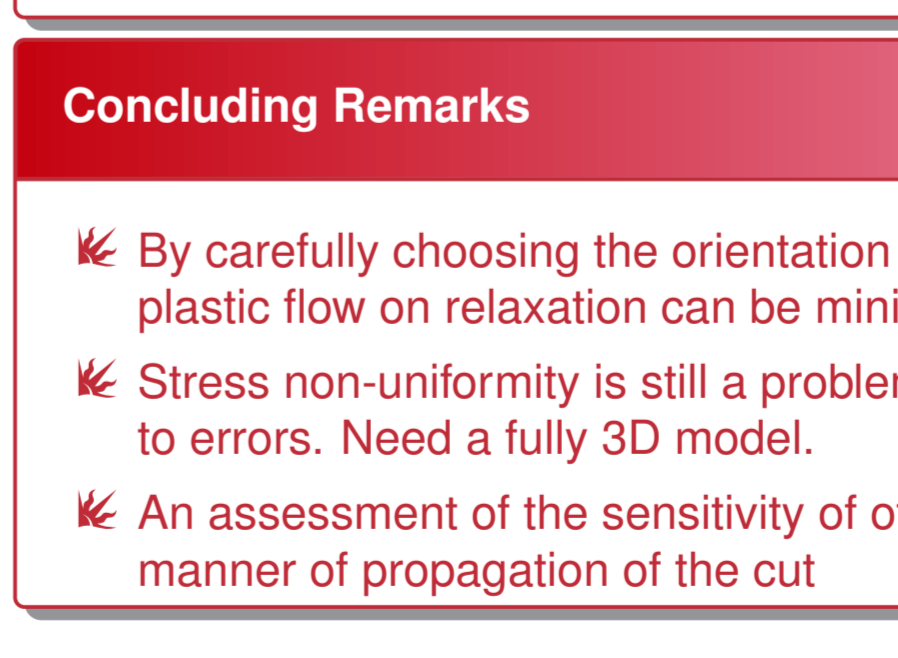 Concluding Remarks
By carefully choosing the orientation
plastic flow on relaxation can be mini
Stress non-uniformity is still a proble
to errors. Need a fully 3D model.
An assessment of the sensitivity of o
manner of propagation of the cut